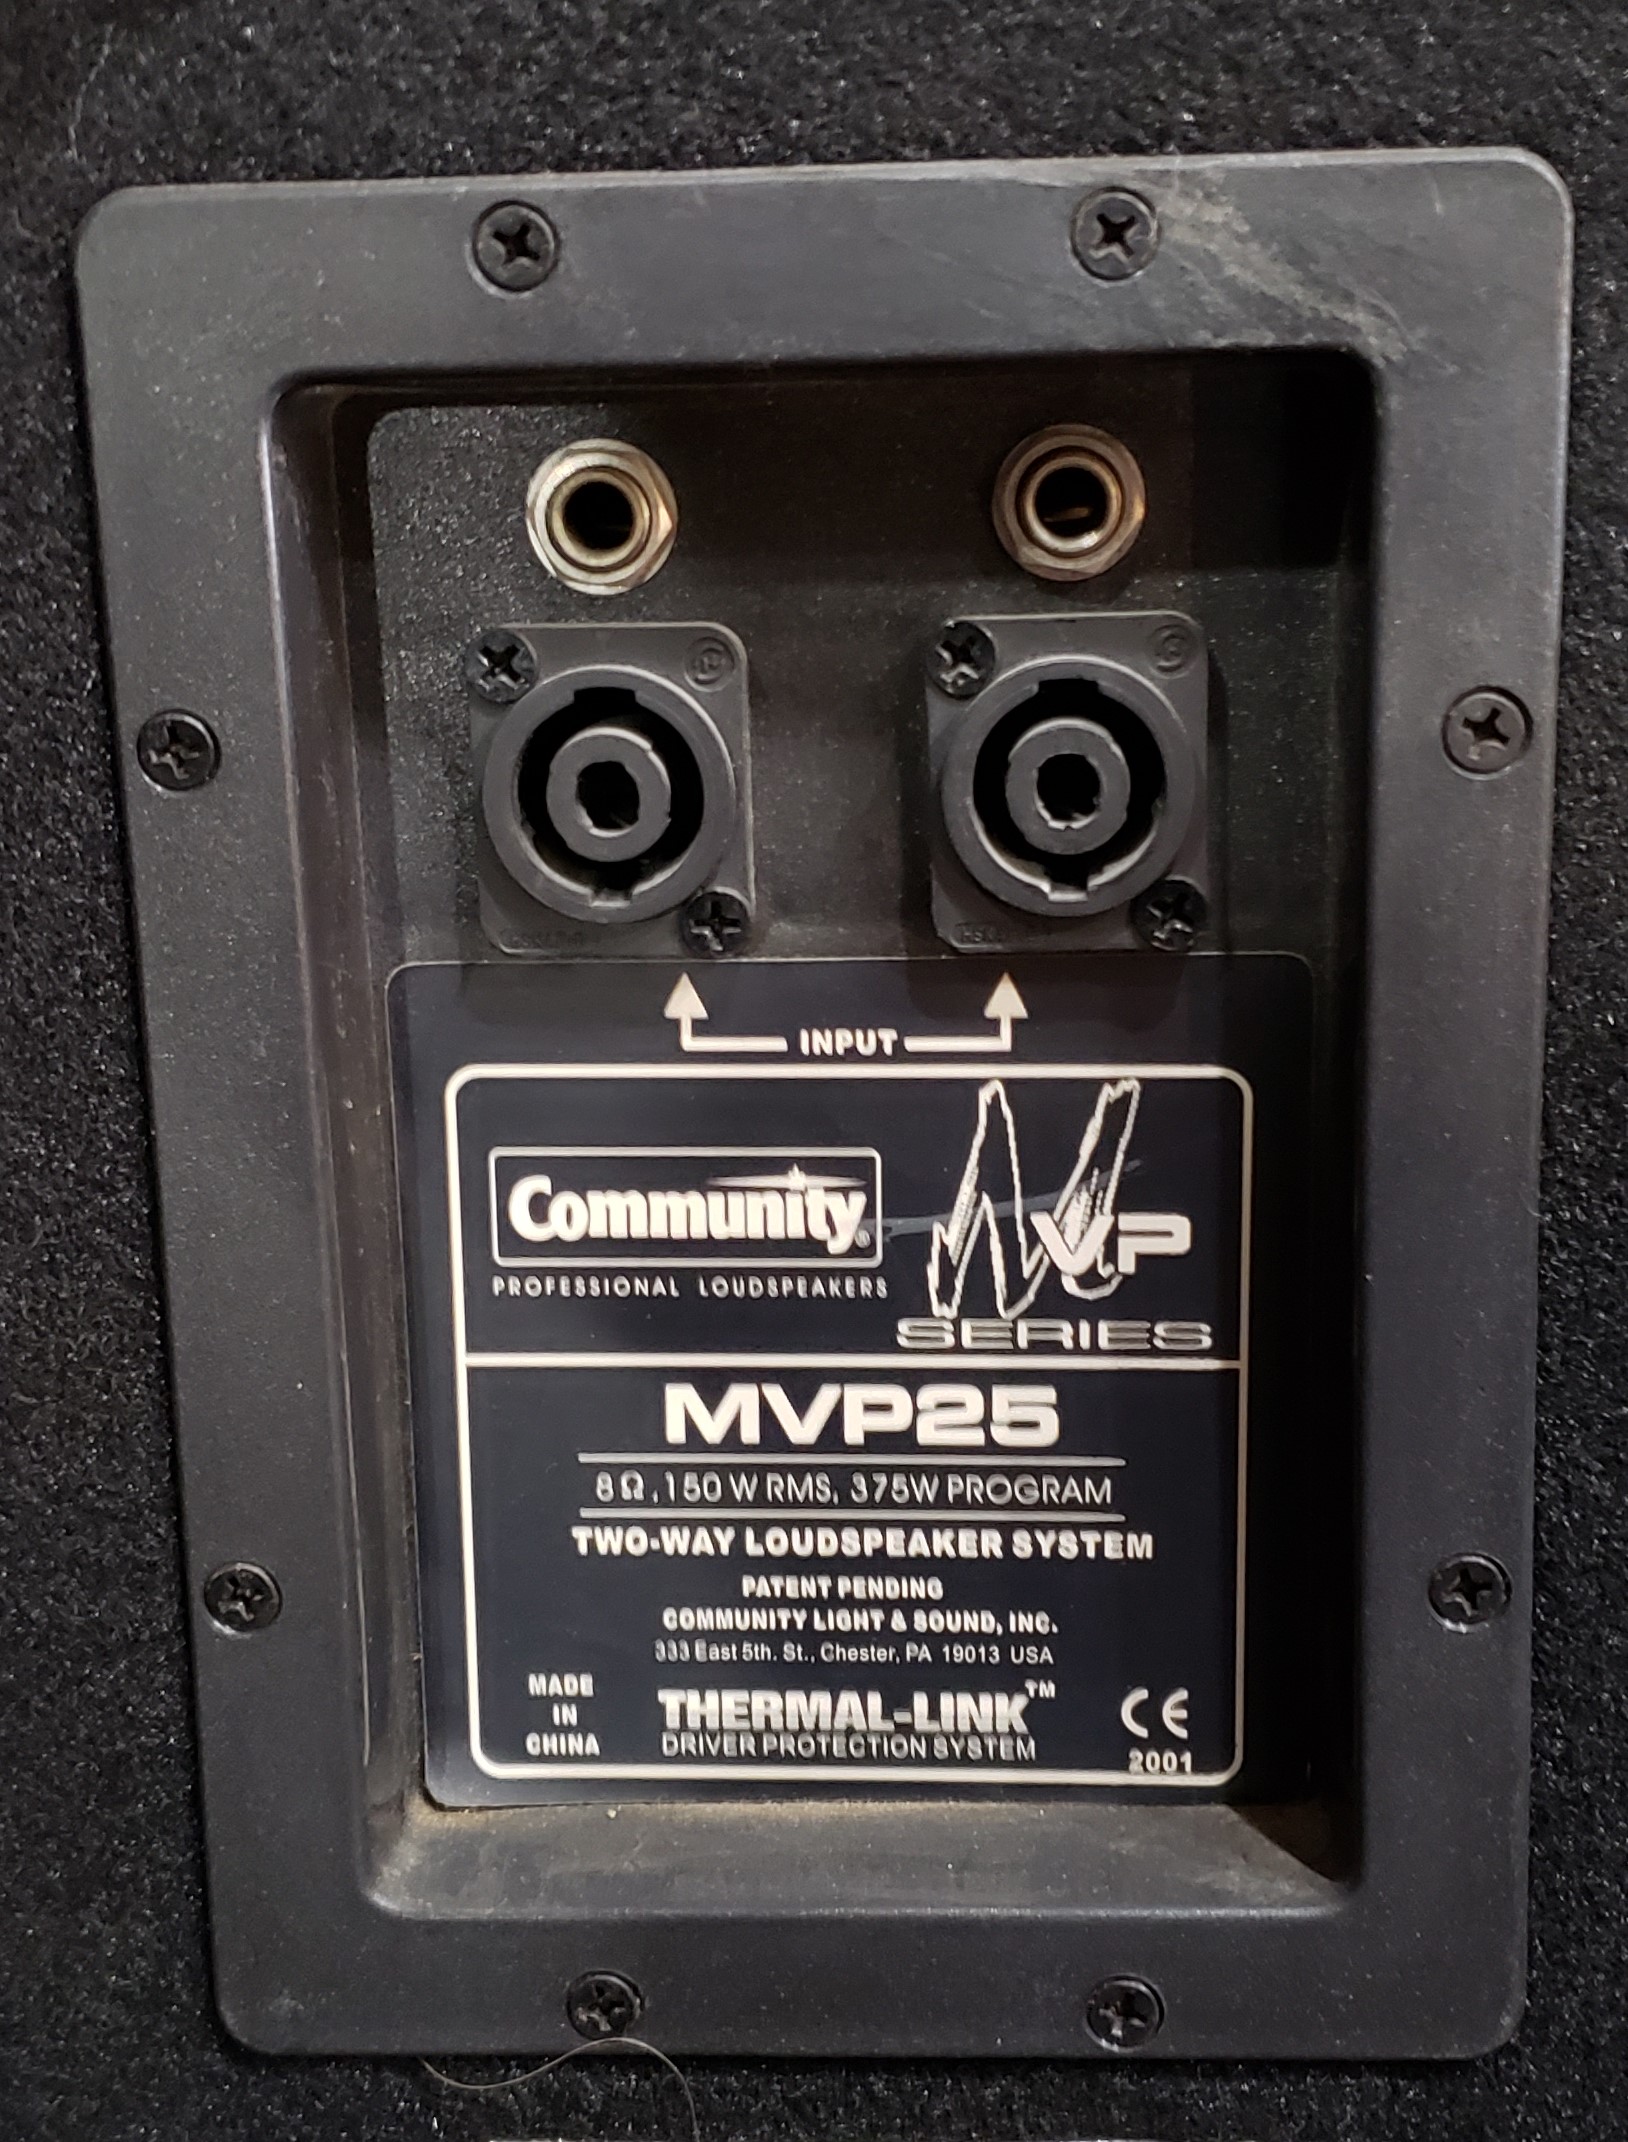 INPUT
Community®
PROFESSIONAL LOUDSPEAKERS
MVP
SERIES
MVP25
8Ω, 150 W RMS, 375W PROGRAM
TWO-WAY LOUDSPEAKER SYSTEM
PATENT PENDING
COMMUNITY LIGHT & SOUND, INC.
333 East 5th. St., Chester, PA 19013 USA
MADE
IN
CHINA
THERMAL-LINK™
DRIVER PROTECTION SYSTEM
CE
2001